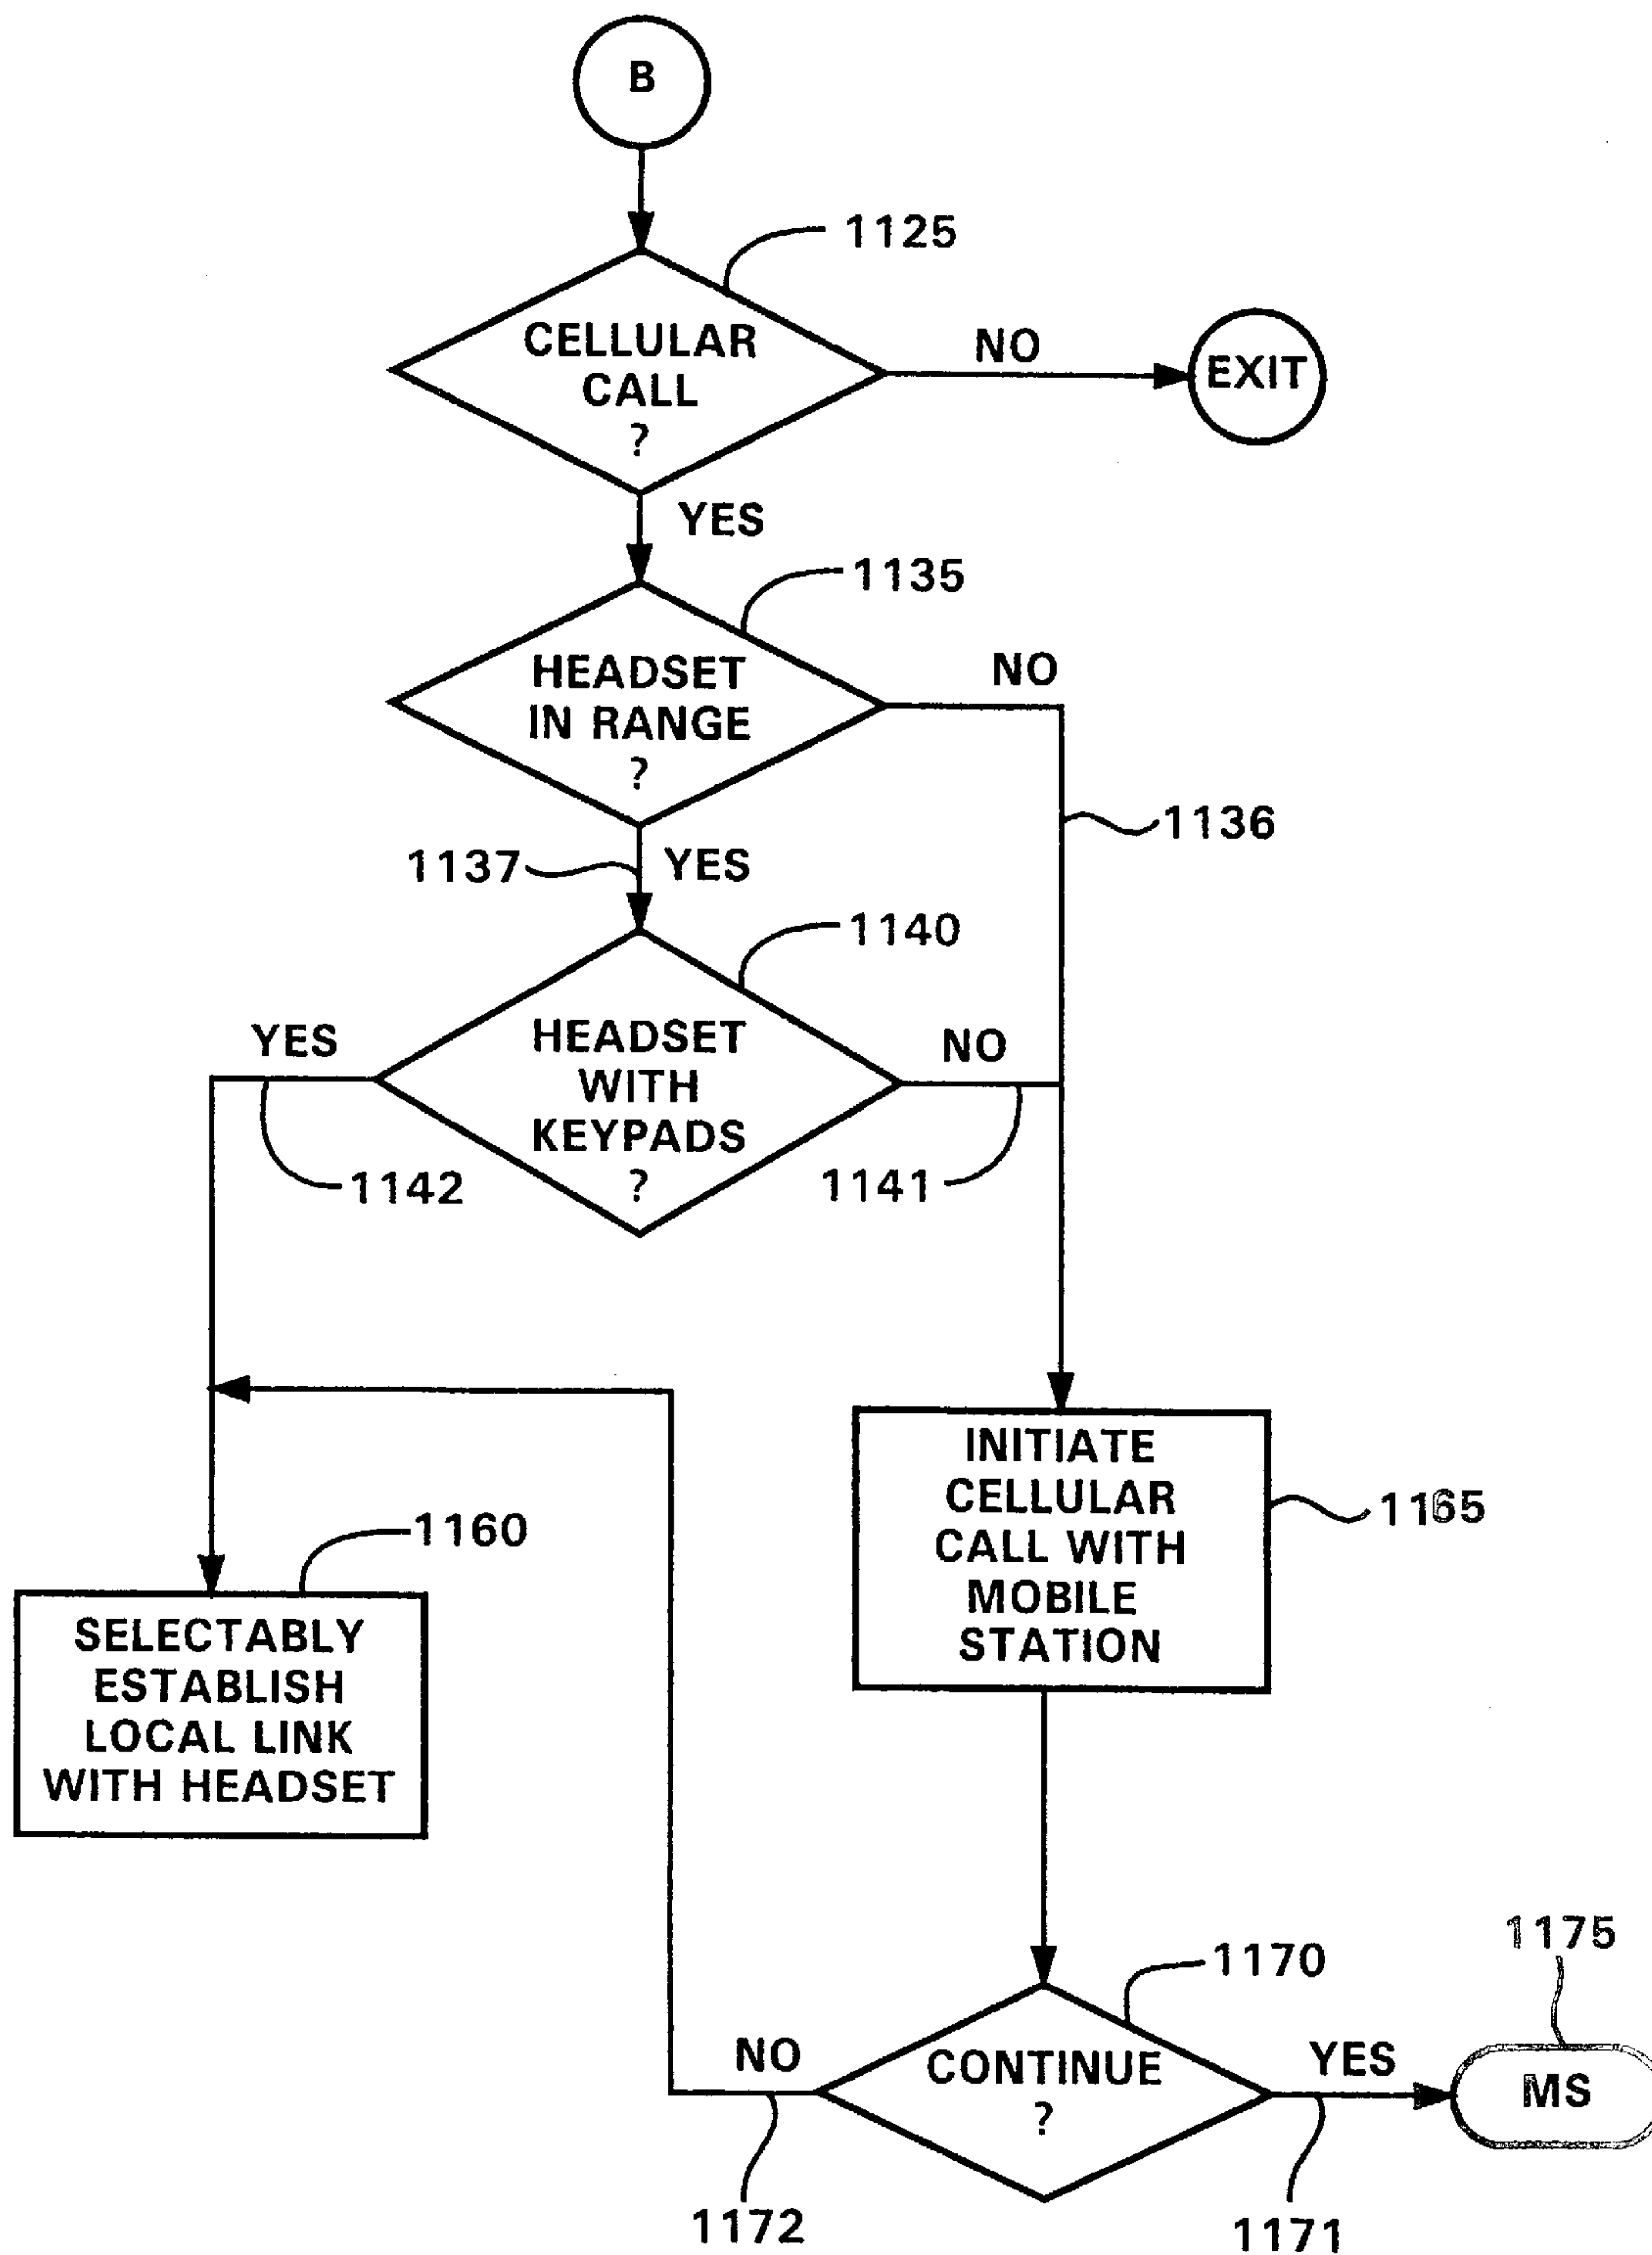 B
1125
CELLULAR
CALL
?
NO
EXIT
YES
1135
HEADSET
IN RANGE
?
NO
1136
1137
YES
1140
HEADSET
WITH
KEYPADS
?
YES
NO
1142
1141
INITIATE
CELLULAR
CALL WITH
MOBILE
STATION
1165
1160
SELECTABLY
ESTABLISH
LOCAL LINK
WITH HEADSET
1175
1170
CONTINUE
?
NO
YES
MS
1172
1171